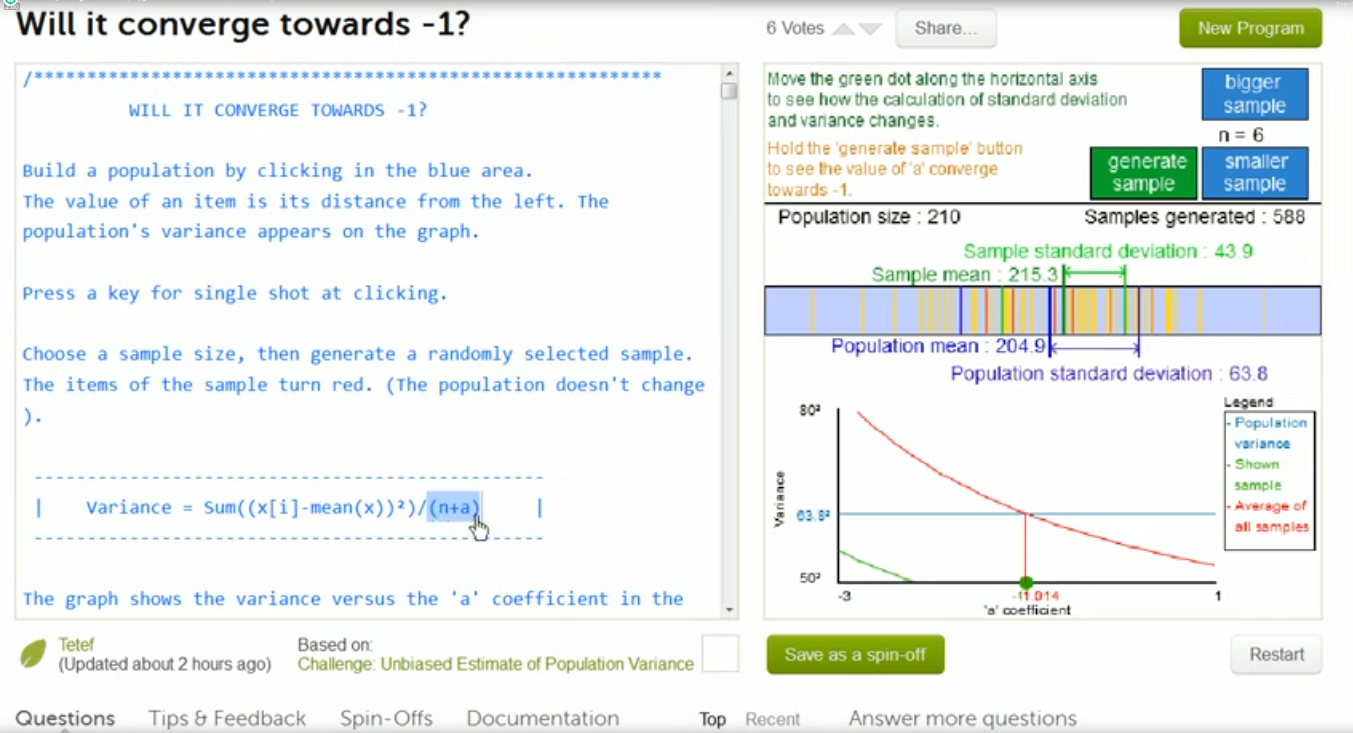 Will it converge towards -1?
6 Votes
Share...
New Program
/***********************************************************
WILL IT CONVERGE TOWARDS -1?
Build a population by clicking in the blue area.
The value of an item is its distance from the left. The
population's variance appears on the graph.
Press a key for single shot at clicking.
Choose a sample size, then generate a randomly selected sample.
The items of the sample turn red. (The population doesn't change
).
-----------------------------------------------
| Variance = Sum((x[i]-mean(x))²)/(n+a) |
-----------------------------------------------
The graph shows the variance versus the 'a' coefficient in the
Move the green dot along the horizontal axis
to see how the calculation of standard deviation
and variance changes.
Hold the 'generate sample' button
to see the value of 'a' converge
towards -1.
bigger
sample
n = 6
generate
sample
smaller
sample
Population size : 210
Samples generated : 588
Sample standard deviation : 43.9
Sample mean : 215.3
Population mean : 204.9
Population standard deviation : 63.8
80²
Variance
63.8²
50²
-3
1
'a' coefficient
Legend
- Population
variance
- Shown
sample
- Average of
all samples
Tetef
(Updated about 2 hours ago)
Based on:
Challenge: Unbiased Estimate of Population Variance
Save as a spin-off
Restart
Questions
Tips & Feedback
Spin-Offs
Documentation
Top
Recent
Answer more questions